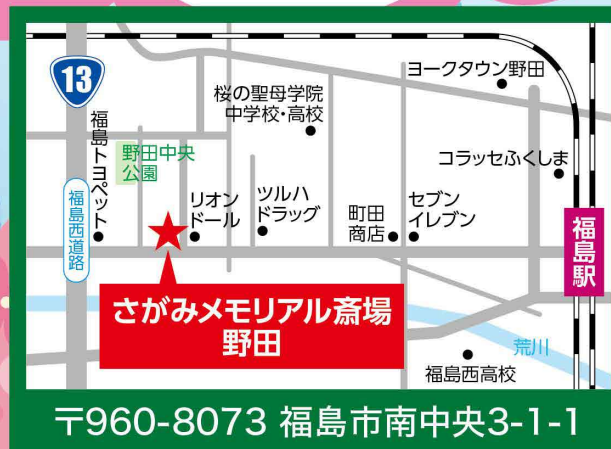 13
ヨークタウン野田
桜の聖母学院
中学校・高校
福島トヨペット
野田中央
公園
コラッセふくしま
福島西道路
リオン
ドール
ツルハ
ドラッグ
町田
商店
セブン
イレブン
福島駅
さがみメモリアル斎場
野田
荒川
福島西高校
〒960-8073 福島市南中央3-1-1